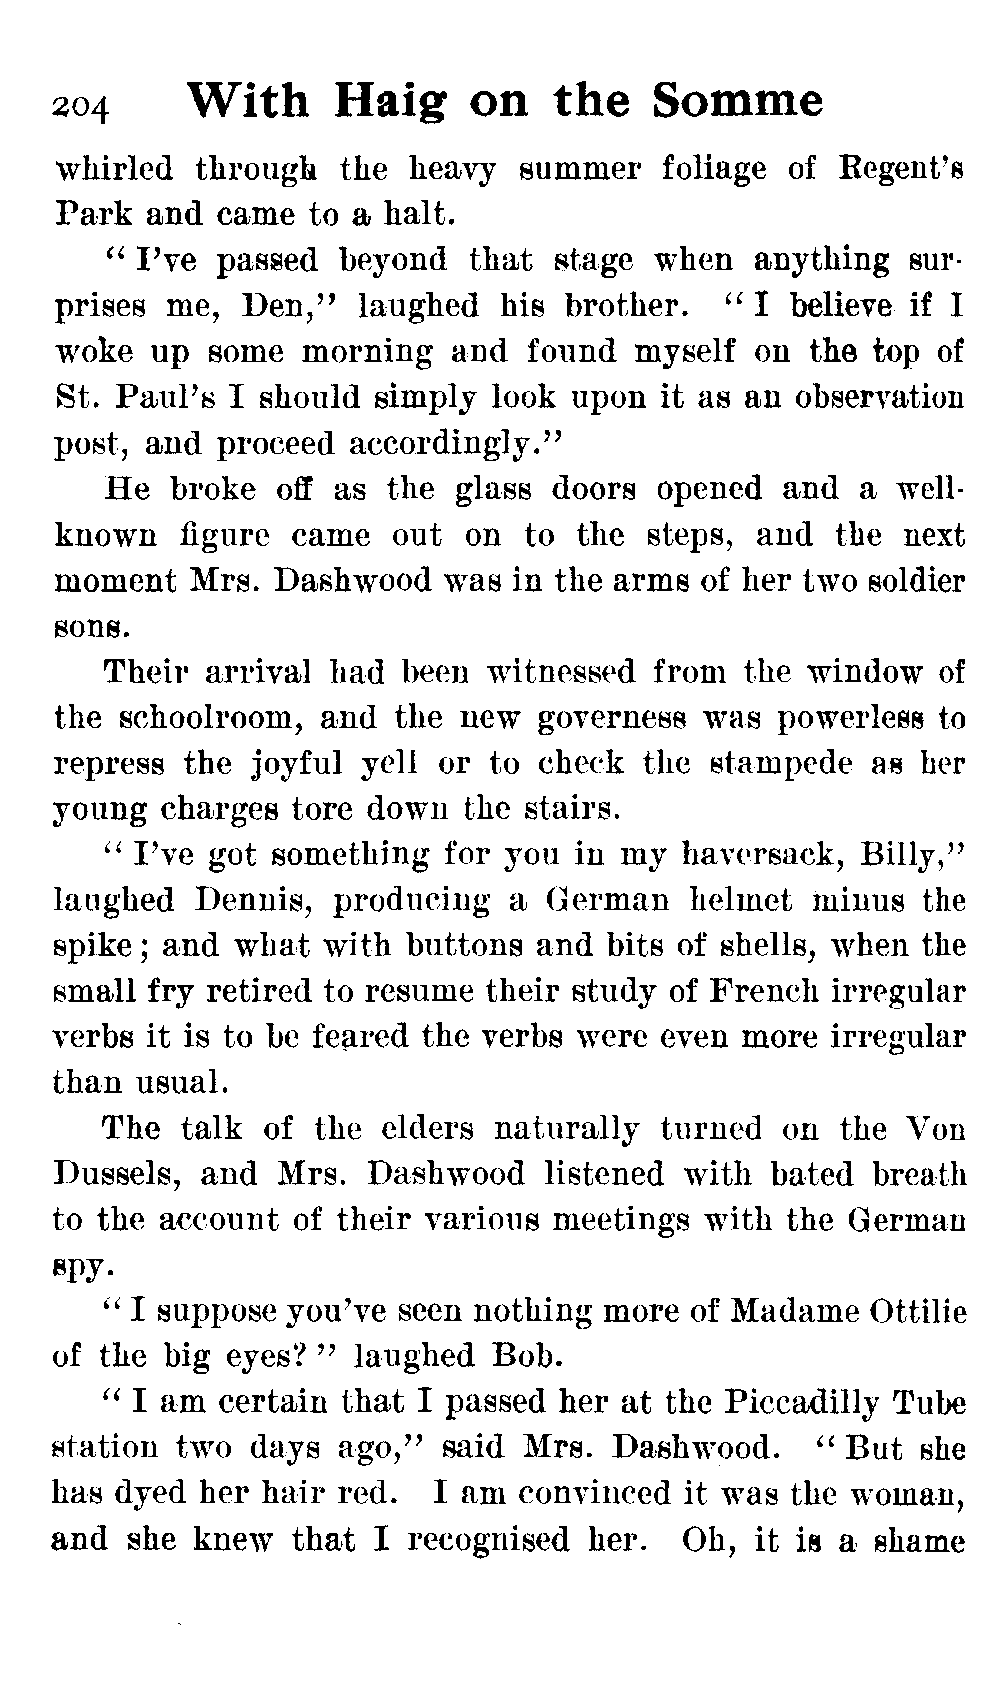 204 With Haig on the Somme
whirled through the heavy summer foliage of Regent's
Park and came to a halt.
" I've passed beyond that stage when anything sur-
prises me, Den," laughed his brother. " I believe if I
woke up some morning and found myself on the top of
St. Paul's I should simply look upon it as an observation
post, and proceed accordingly."
He broke off as the glass doors opened and a well-
known figure came out on to the steps, and the next
moment Mrs. Dashwood was in the arms of her two soldier
sons.
Their arrival had been witnessed from the window of
the schoolroom, and the new governess was powerless to
repress the joyful yell or to check the stampede as her
young charges tore down the stairs.
" I've got something for you in my haversack, Billy,"
laughed Dennis, producing a German helmet minus the
spike ; and what with buttons and bits of shells, when the
small fry retired to resume their study of French irregular
verbs it is to be feared the verbs were even more irregular
than usual.
The talk of the elders naturally turned on the Von
Dussels, and Mrs. Dashwood listened with bated breath
to the account of their various meetings with the German
spy.
" I suppose you've seen nothing more of Madame Ottilie
of the big eyes? " laughed Bob.
" I am certain that I passed her at the Piccadilly Tube
station two days ago," said Mrs. Dashwood. " But she
has dyed her hair red. I am convinced it was the woman,
and she knew that I recognised her. Oh, it is a shame